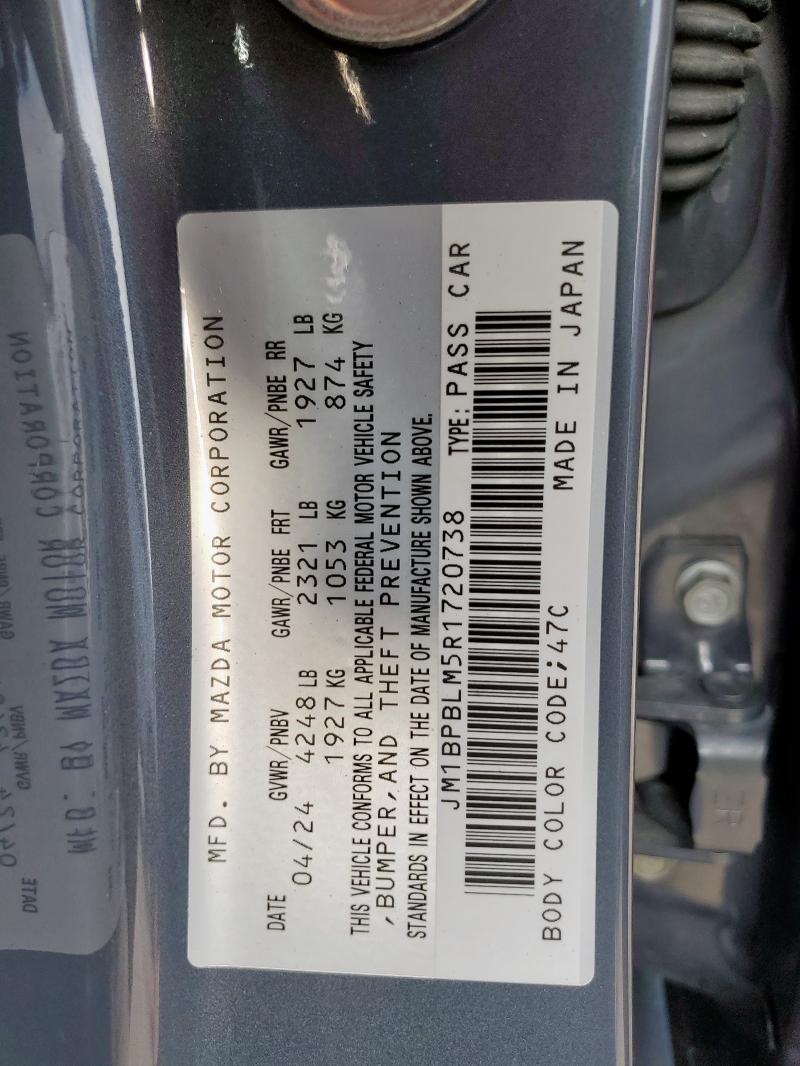 MFD. BY MAZDA MOTOR CORPORATION
DATE GVWR/PNBV GAWR/PNBE FRT GAWR/PNBE RR
04/24 4248 LB 2321 LB 1927 LB
1927 KG 1053 KG 874 KG
THIS VEHICLE CONFORMS TO ALL APPLICABLE FEDERAL MOTOR VEHICLE SAFETY
,BUMPER,AND THEFT PREVENTION
STANDARDS IN EFFECT ON THE DATE OF MANUFACTURE SHOWN ABOVE.
JM1BPBLM5R1720738 TYPE:PASS CAR
BODY COLOR CODE;47C MADE IN JAPAN